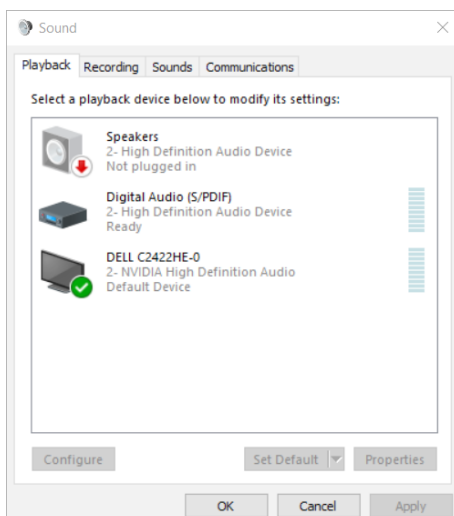 Sound
Playback Recording Sounds Communications
Select a playback device below to modify its settings:
Speakers
2- High Definition Audio Device
Not plugged in
Digital Audio (S/PDIF)
2- High Definition Audio Device
Ready
DELL C2422HE-0
2- NVIDIA High Definition Audio
Default Device
Configure Set Default Properties
OK Cancel Apply